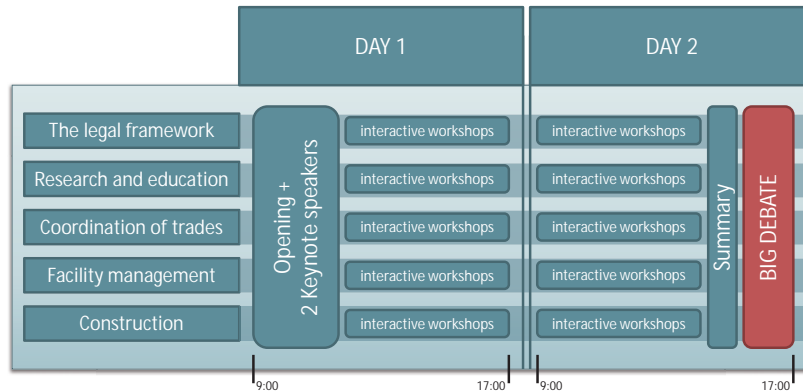 DAY 1
DAY 2
The legal framework
Research and education
Coordination of trades
Facility management
Construction
Opening +
2 Keynote speakers
interactive workshops
interactive workshops
interactive workshops
interactive workshops
interactive workshops
interactive workshops
interactive workshops
interactive workshops
interactive workshops
interactive workshops
Summary
BIG DEBATE
9:00
17:00
9:00
17:00